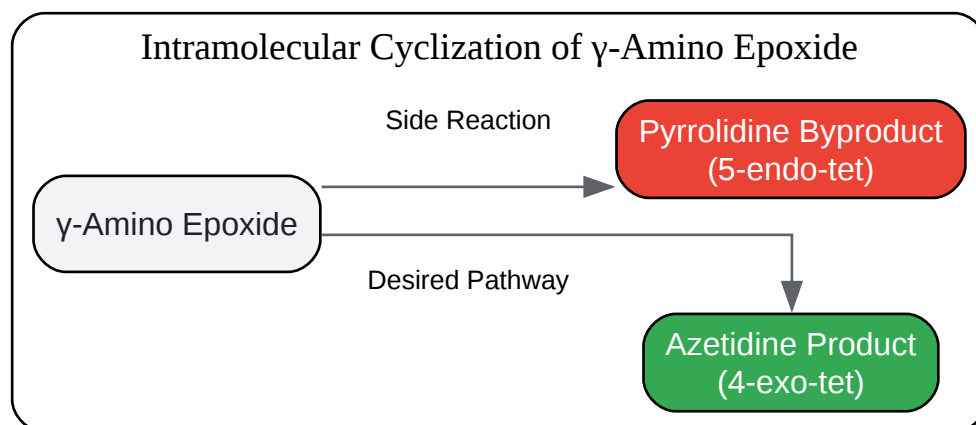 Intramolecular Cyclization of γ-Amino Epoxide
Side Reaction
Pyrrolidine Byproduct
(5-endo-tet)
γ-Amino Epoxide
Desired Pathway
Azetidine Product
(4-exo-tet)